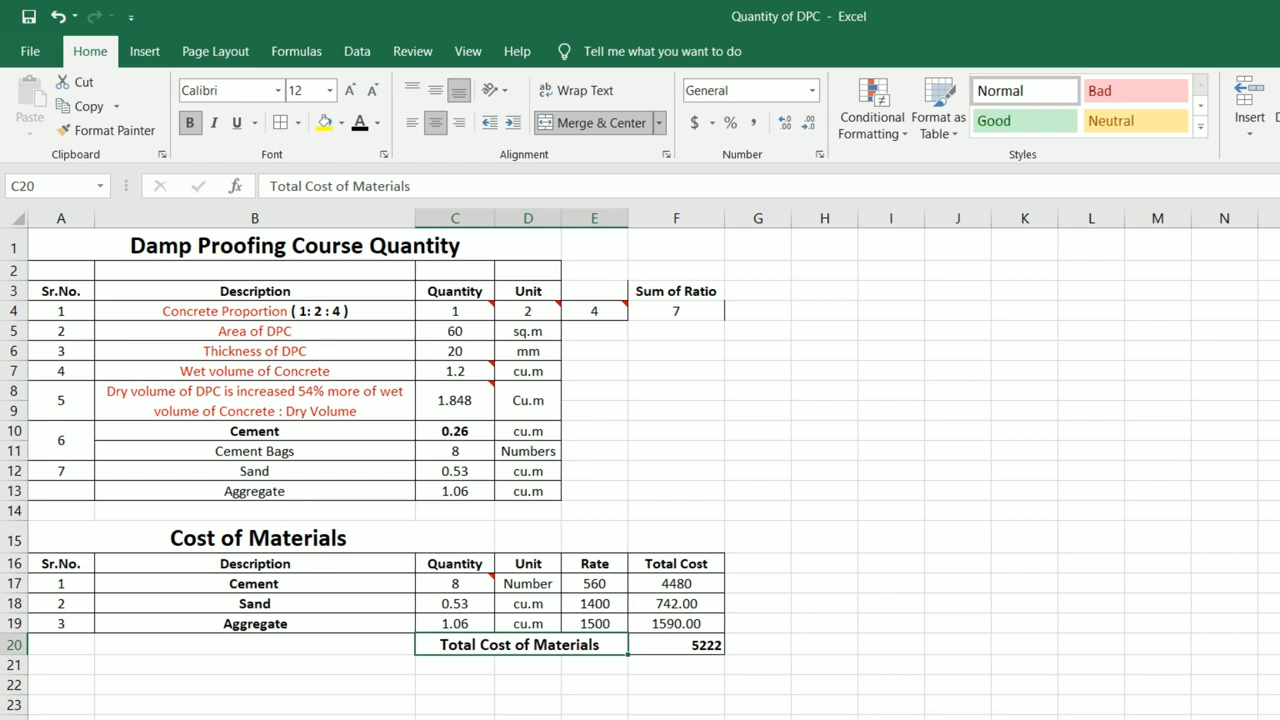 Quantity of DPC - Excel
File Home Insert Page Layout Formulas Data Review View Help Tell me what you want to do
Paste
Cut
Copy
Format Painter
Clipboard
Calibri 12 A A
B I U A
Font
ab Wrap Text
Merge & Center
Alignment
General
$ % ,
Number
Conditional Formatting
Format as Table
Normal Bad
Good Neutral
Styles
Insert
C20 fx Total Cost of Materials
A B C D E F G H I J K L M N
1 Damp Proofing Course Quantity
2
3 Sr.No. Description Quantity Unit Sum of Ratio
4 1 Concrete Proportion ( 1: 2 : 4 ) 1 2 4 7
5 2 Area of DPC 60 sq.m
6 3 Thickness of DPC 20 mm
7 4 Wet volume of Concrete 1.2 cu.m
8 Dry volume of DPC is increased 54% more of wet
5 1.848 Cu.m
9 volume of Concrete : Dry Volume
10 Cement 0.26 cu.m
6
11 Cement Bags 8 Numbers
12 7 Sand 0.53 cu.m
13 Aggregate 1.06 cu.m
14
15 Cost of Materials
16 Sr.No. Description Quantity Unit Rate Total Cost
17 1 Cement 8 Number 560 4480
18 2 Sand 0.53 cu.m 1400 742.00
19 3 Aggregate 1.06 cu.m 1500 1590.00
20 Total Cost of Materials 5222
21
22
23